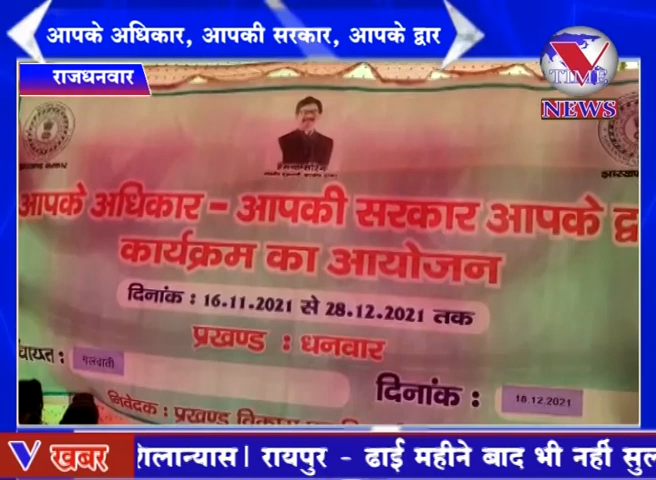 आपके अधिकार, आपकी सरकार, आपके द्वार
राजधनवार
V
TIME
NEWS
आपके अधिकार - आपकी सरकार आपके द्व
कार्यक्रम का आयोजन
दिनांक : 16.11.2021 से 28.12.2021 तक
प्रखण्ड : धनवार
चायत :
दिनांक : 18.12.2021
निवेदक : प्रखण्ड विकास
V खबर
शिलान्यास| रायपुर - ढाई महीने बाद भी नहीं सुल